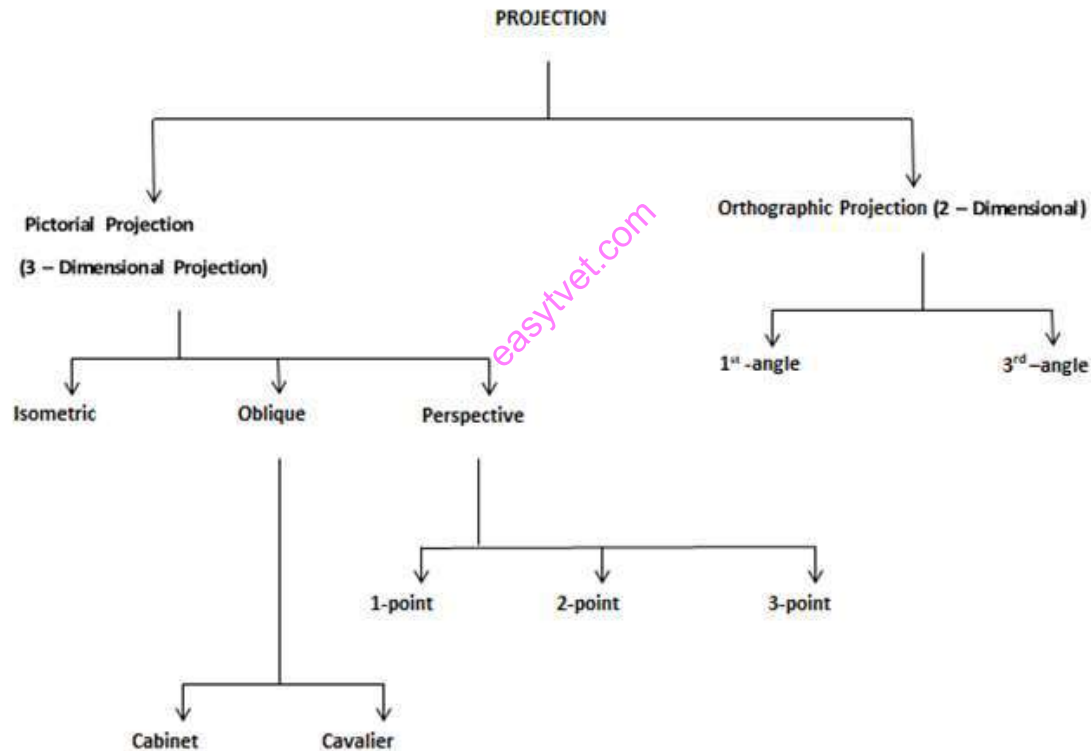 PROJECTION
Pictorial Projection
(3 – Dimensional Projection)
Orthographic Projection (2 – Dimensional)
easytvet.com
1st -angle
3rd –angle
Isometric
Oblique
Perspective
1-point
2-point
3-point
Cabinet
Cavalier